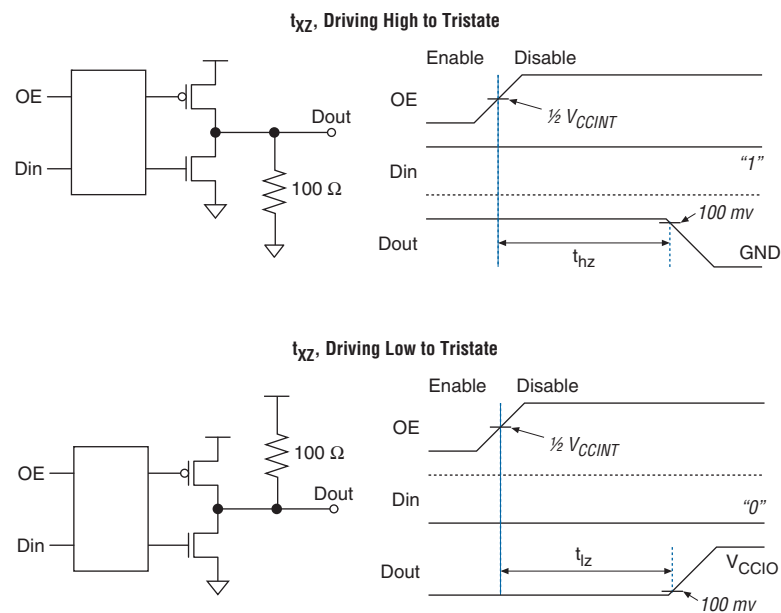 tXZ, Driving High to Tristate
Enable Disable
OE
OE
½ VCCINT
Dout
Din
Din
"1"
100 Ω
100 mv
Dout
thz
GND
tXZ, Driving Low to Tristate
Enable Disable
OE
½ VCCINT
100 Ω
OE
Dout
Din
"0"
Din
tlz
VCCIO
Dout
100 mv